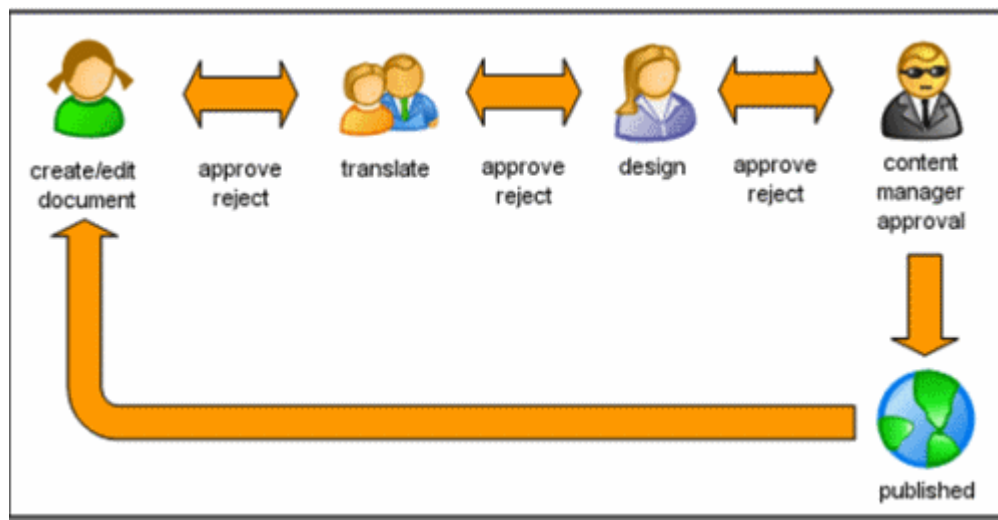 create/edit
document
approve
reject
translate
approve
reject
design
approve
reject
content
manager
approval
published